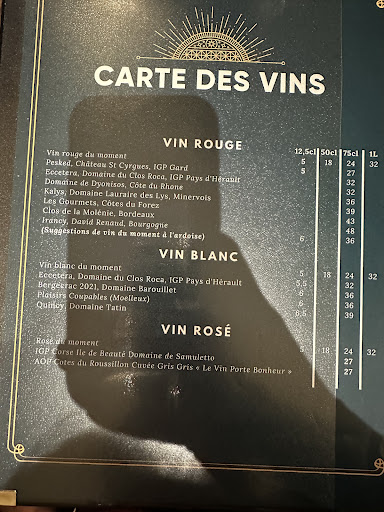 CARTE DES VINS
VIN ROUGE 12,5cl 50cl 75cl 1L
Vin rouge du moment 5 18 24 32
Pesked, Château St Cyrgues, IGP Gard 5 27
Eccetera, Domaine du Clos Roca, IGP Pays d'Hérault 32
Domaine de Dyonisos, Côte du Rhone 32
Kalys, Domaine Lauraire des Lys, Minervois 36
Les Gourmets, Côtes du Forez 39
Clos de la Molénie, Bordeaux 43
Irancy, David Renaud, Bourgogne 48
(Suggestions de vin du moment à l'ardoise) 6 36
VIN BLANC
Vin blanc du moment 5 18 24 32
Eccetera, Domaine du Clos Roca, IGP Pays d'Hérault 5,5 32
Bergerac 2021, Domaine Barouillet 6 36
Plaisirs Coupables (Moelleux) 6 36
Quincy, Domaine Tatin 6,5 39
VIN ROSÉ
Rosé du moment 5 18 24 32
IGP Corse Ile de Beauté Domaine de Samuletto 27
AOP Cotes du Roussillon Cuvée Gris Gris « Le Vin Porte Bonheur » 27